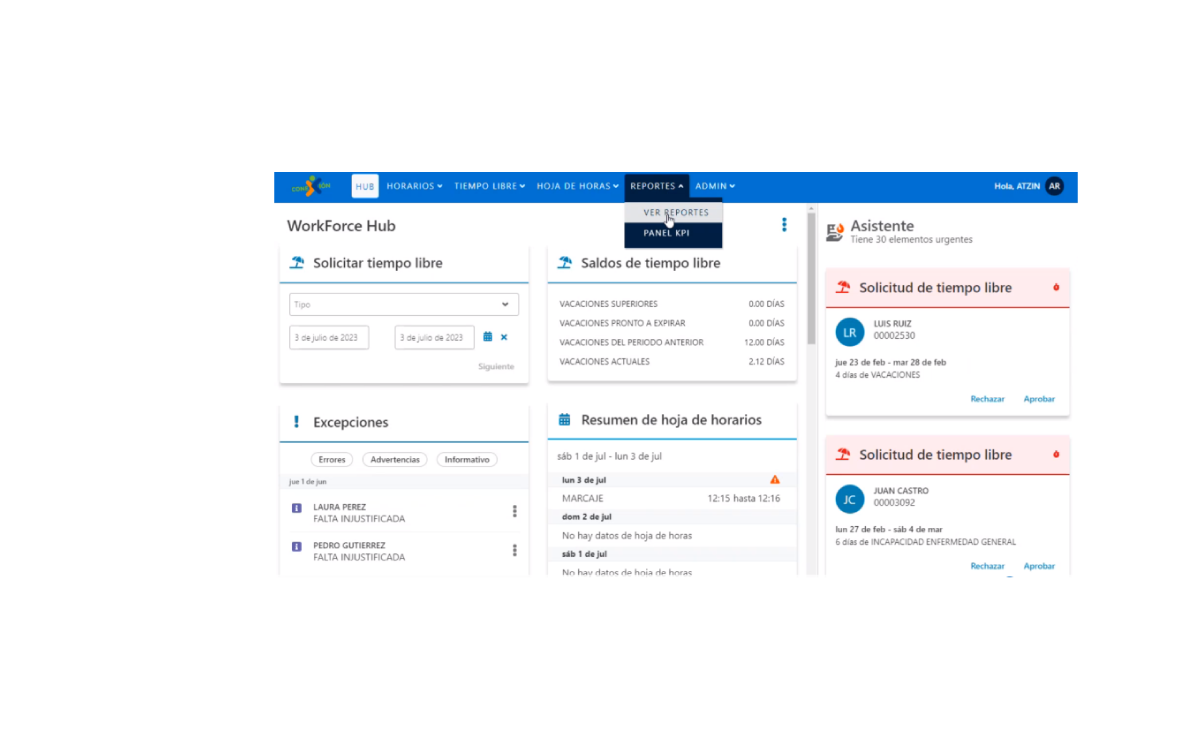 HUB HORARIOS TIEMPO LIBRE HOJA DE HORAS REPORTES ADMIN Hola, ATZIN AR
VER REPORTES
PANEL KPI
WorkForce Hub
Solicitar tiempo libre
Tipo
3 de julio de 2023 3 de julio de 2023
Siguiente
Excepciones
Errores Advertencias Informativo
jue 1 de jun
LAURA PEREZ
FALTA INJUSTIFICADA
PEDRO GUTIERREZ
FALTA INJUSTIFICADA
Saldos de tiempo libre
VACACIONES SUPERIORES 0.00 DÍAS
VACACIONES PRONTO A EXPIRAR 0.00 DÍAS
VACACIONES DEL PERIODO ANTERIOR 12.00 DÍAS
VACACIONES ACTUALES 2.12 DÍAS
Resumen de hoja de horarios
sáb 1 de jul - lun 3 de jul
lun 3 de jul
MARCAJE 12:15 hasta 12:16
dom 2 de jul
No hay datos de hoja de horas
sáb 1 de jul
No hay datos de hoja de horas
Asistente
Tiene 30 elementos urgentes
Solicitud de tiempo libre
LR LUIS RUIZ
00002530
jue 23 de feb - mar 28 de feb
4 días de VACACIONES
Rechazar Aprobar
Solicitud de tiempo libre
JC JUAN CASTRO
00003092
lun 27 de feb - sáb 4 de mar
6 días de INCAPACIDAD ENFERMEDAD GENERAL
Rechazar Aprobar